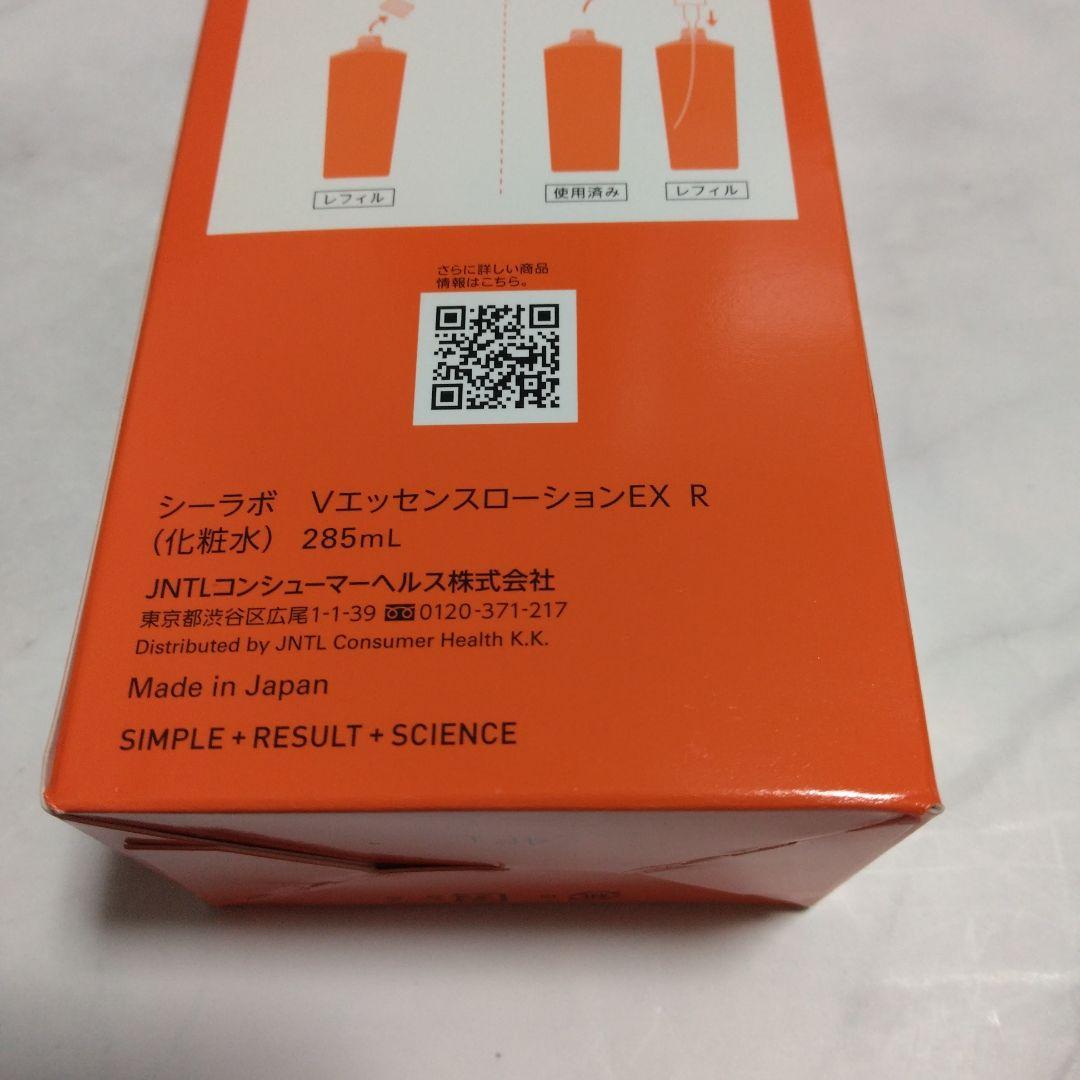 レフィル
使用済み
レフィル
さらに詳しい商品
情報はこちら。
シーラボ VエッセンスローションEX R
(化粧水) 285mL
JNTLコンシューマーヘルス株式会社
東京都渋谷区広尾1-1-39 0120-371-217
Distributed by JNTL Consumer Health K.K.
Made in Japan
SIMPLE + RESULT + SCIENCE